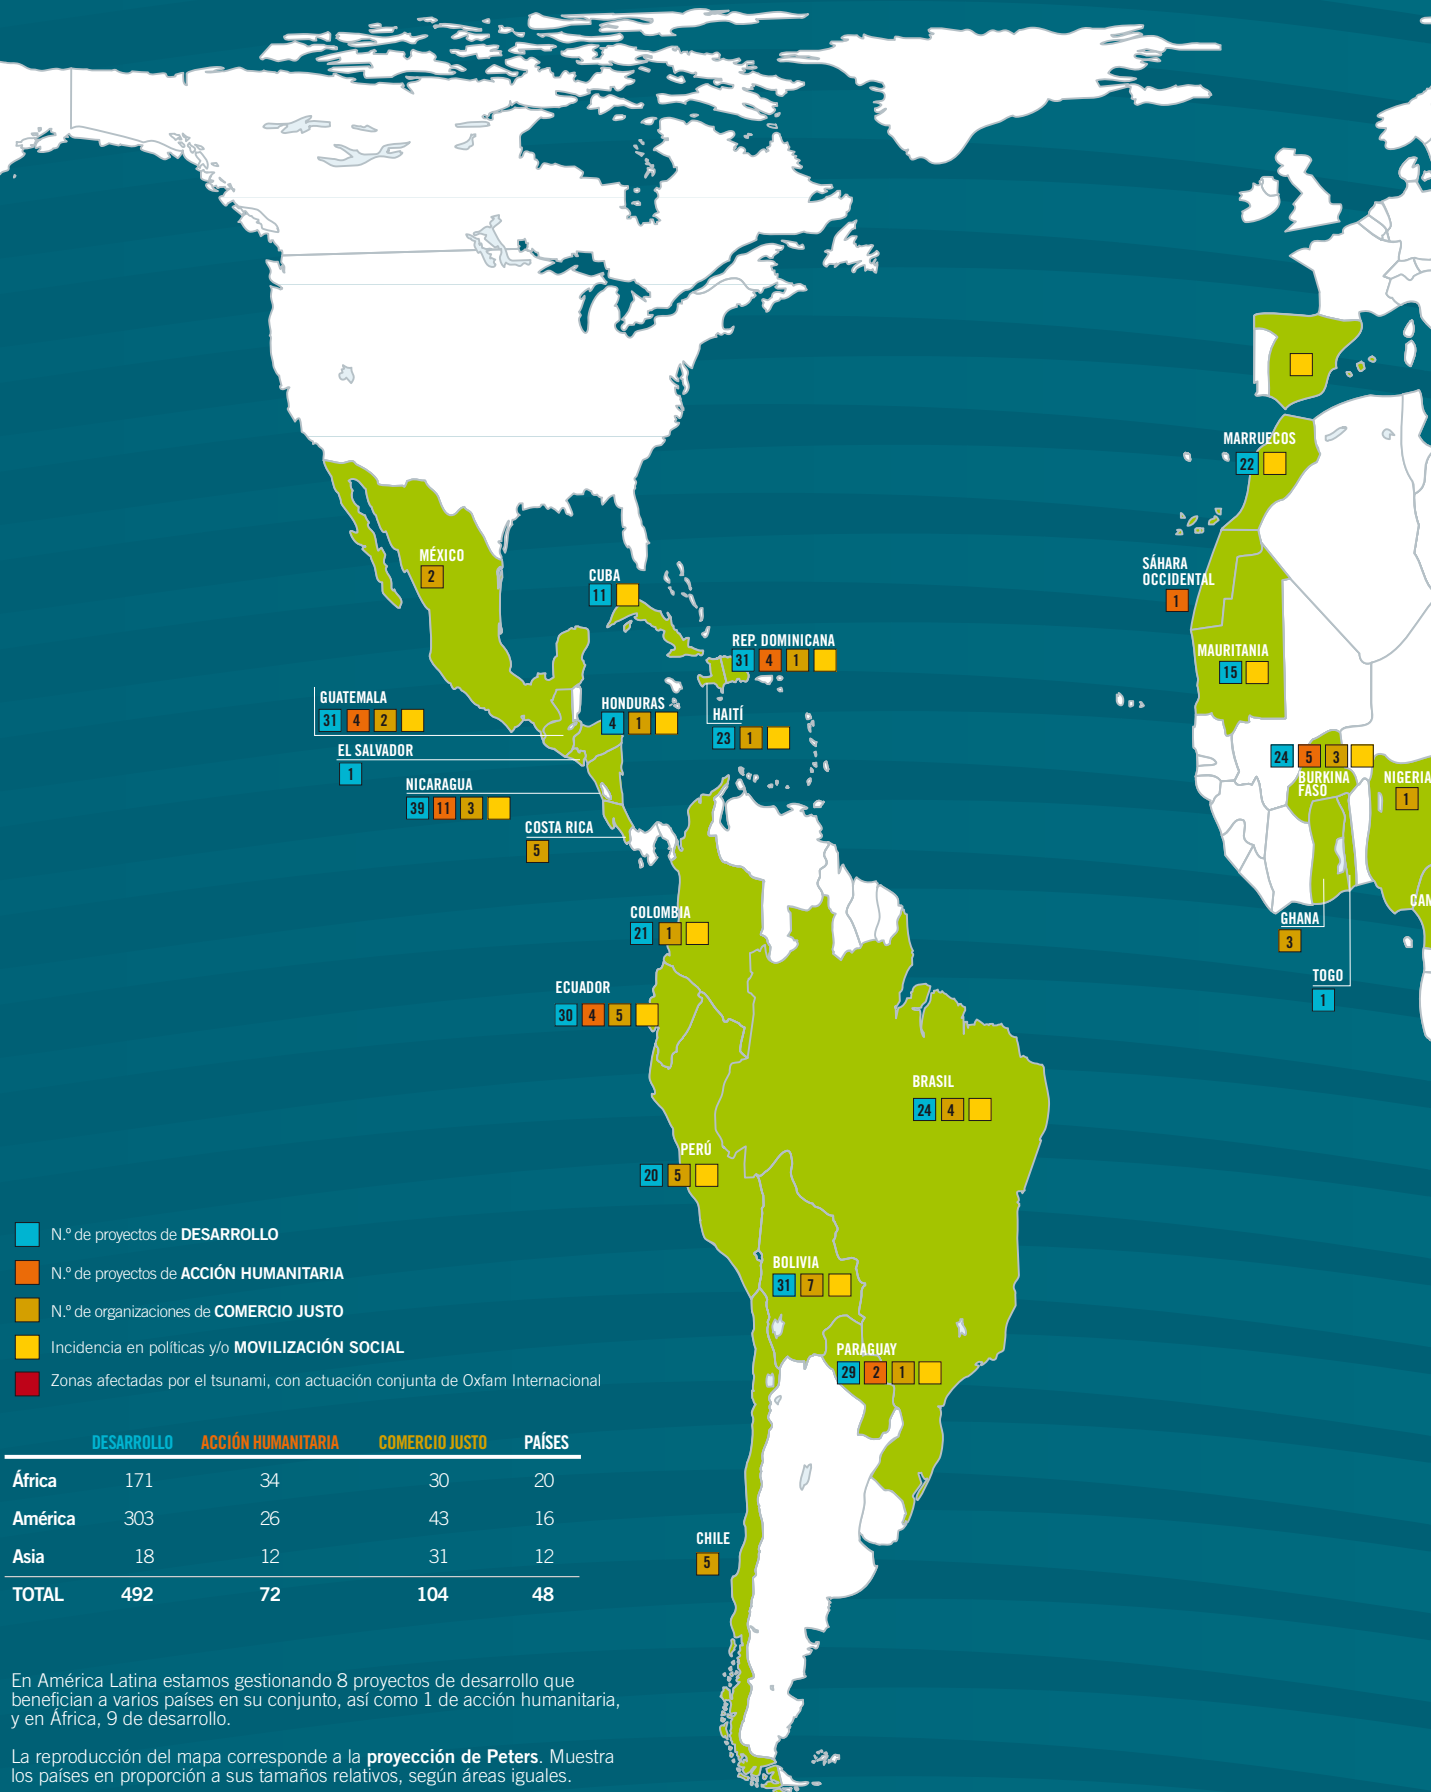 MARRUECOS
22
MÉXICO
2
CUBA
11
SÁHARA
OCCIDENTAL
1
REP. DOMINICANA
31 4 1
MAURITANIA
15
GUATEMALA
31 4 2
HONDURAS
4 1
HAITÍ
23 1
EL SALVADOR
1
24 5 3
BURKINA
FASO
NIGERIA
1
NICARAGUA
39 11 3
COSTA RICA
5
COLOMBIA
21 1
CAM
GHANA
3
TOGO
1
ECUADOR
30 4 5
BRASIL
24 4
PERÚ
20 5
BOLIVIA
31 7
PARAGUAY
29 2 1
CHILE
5
N.º de proyectos de DESARROLLO
N.º de proyectos de ACCIÓN HUMANITARIA
N.º de organizaciones de COMERCIO JUSTO
Incidencia en políticas y/o MOVILIZACIÓN SOCIAL
Zonas afectadas por el tsunami, con actuación conjunta de Oxfam Internacional
DESARROLLO ACCIÓN HUMANITARIA COMERCIO JUSTO PAÍSES
África 171 34 30 20
América 303 26 43 16
Asia 18 12 31 12
TOTAL 492 72 104 48
En América Latina estamos gestionando 8 proyectos de desarrollo que
benefician a varios países en su conjunto, así como 1 de acción humanitaria,
y en África, 9 de desarrollo.
La reproducción del mapa corresponde a la proyección de Peters. Muestra
los países en proporción a sus tamaños relativos, según áreas iguales.